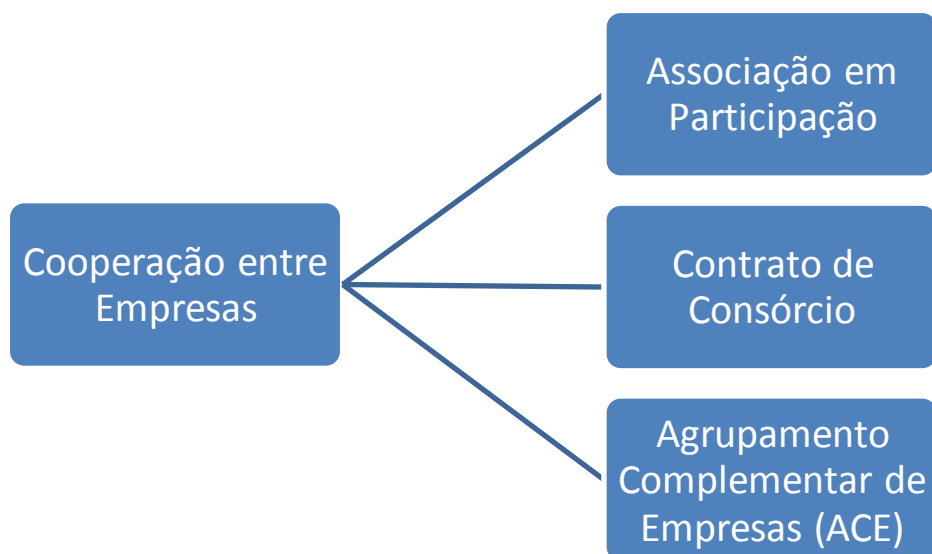 Cooperação entre
Empresas
Associação em
Participação
Contrato de
Consórcio
Agrupamento
Complementar de
Empresas (ACE)